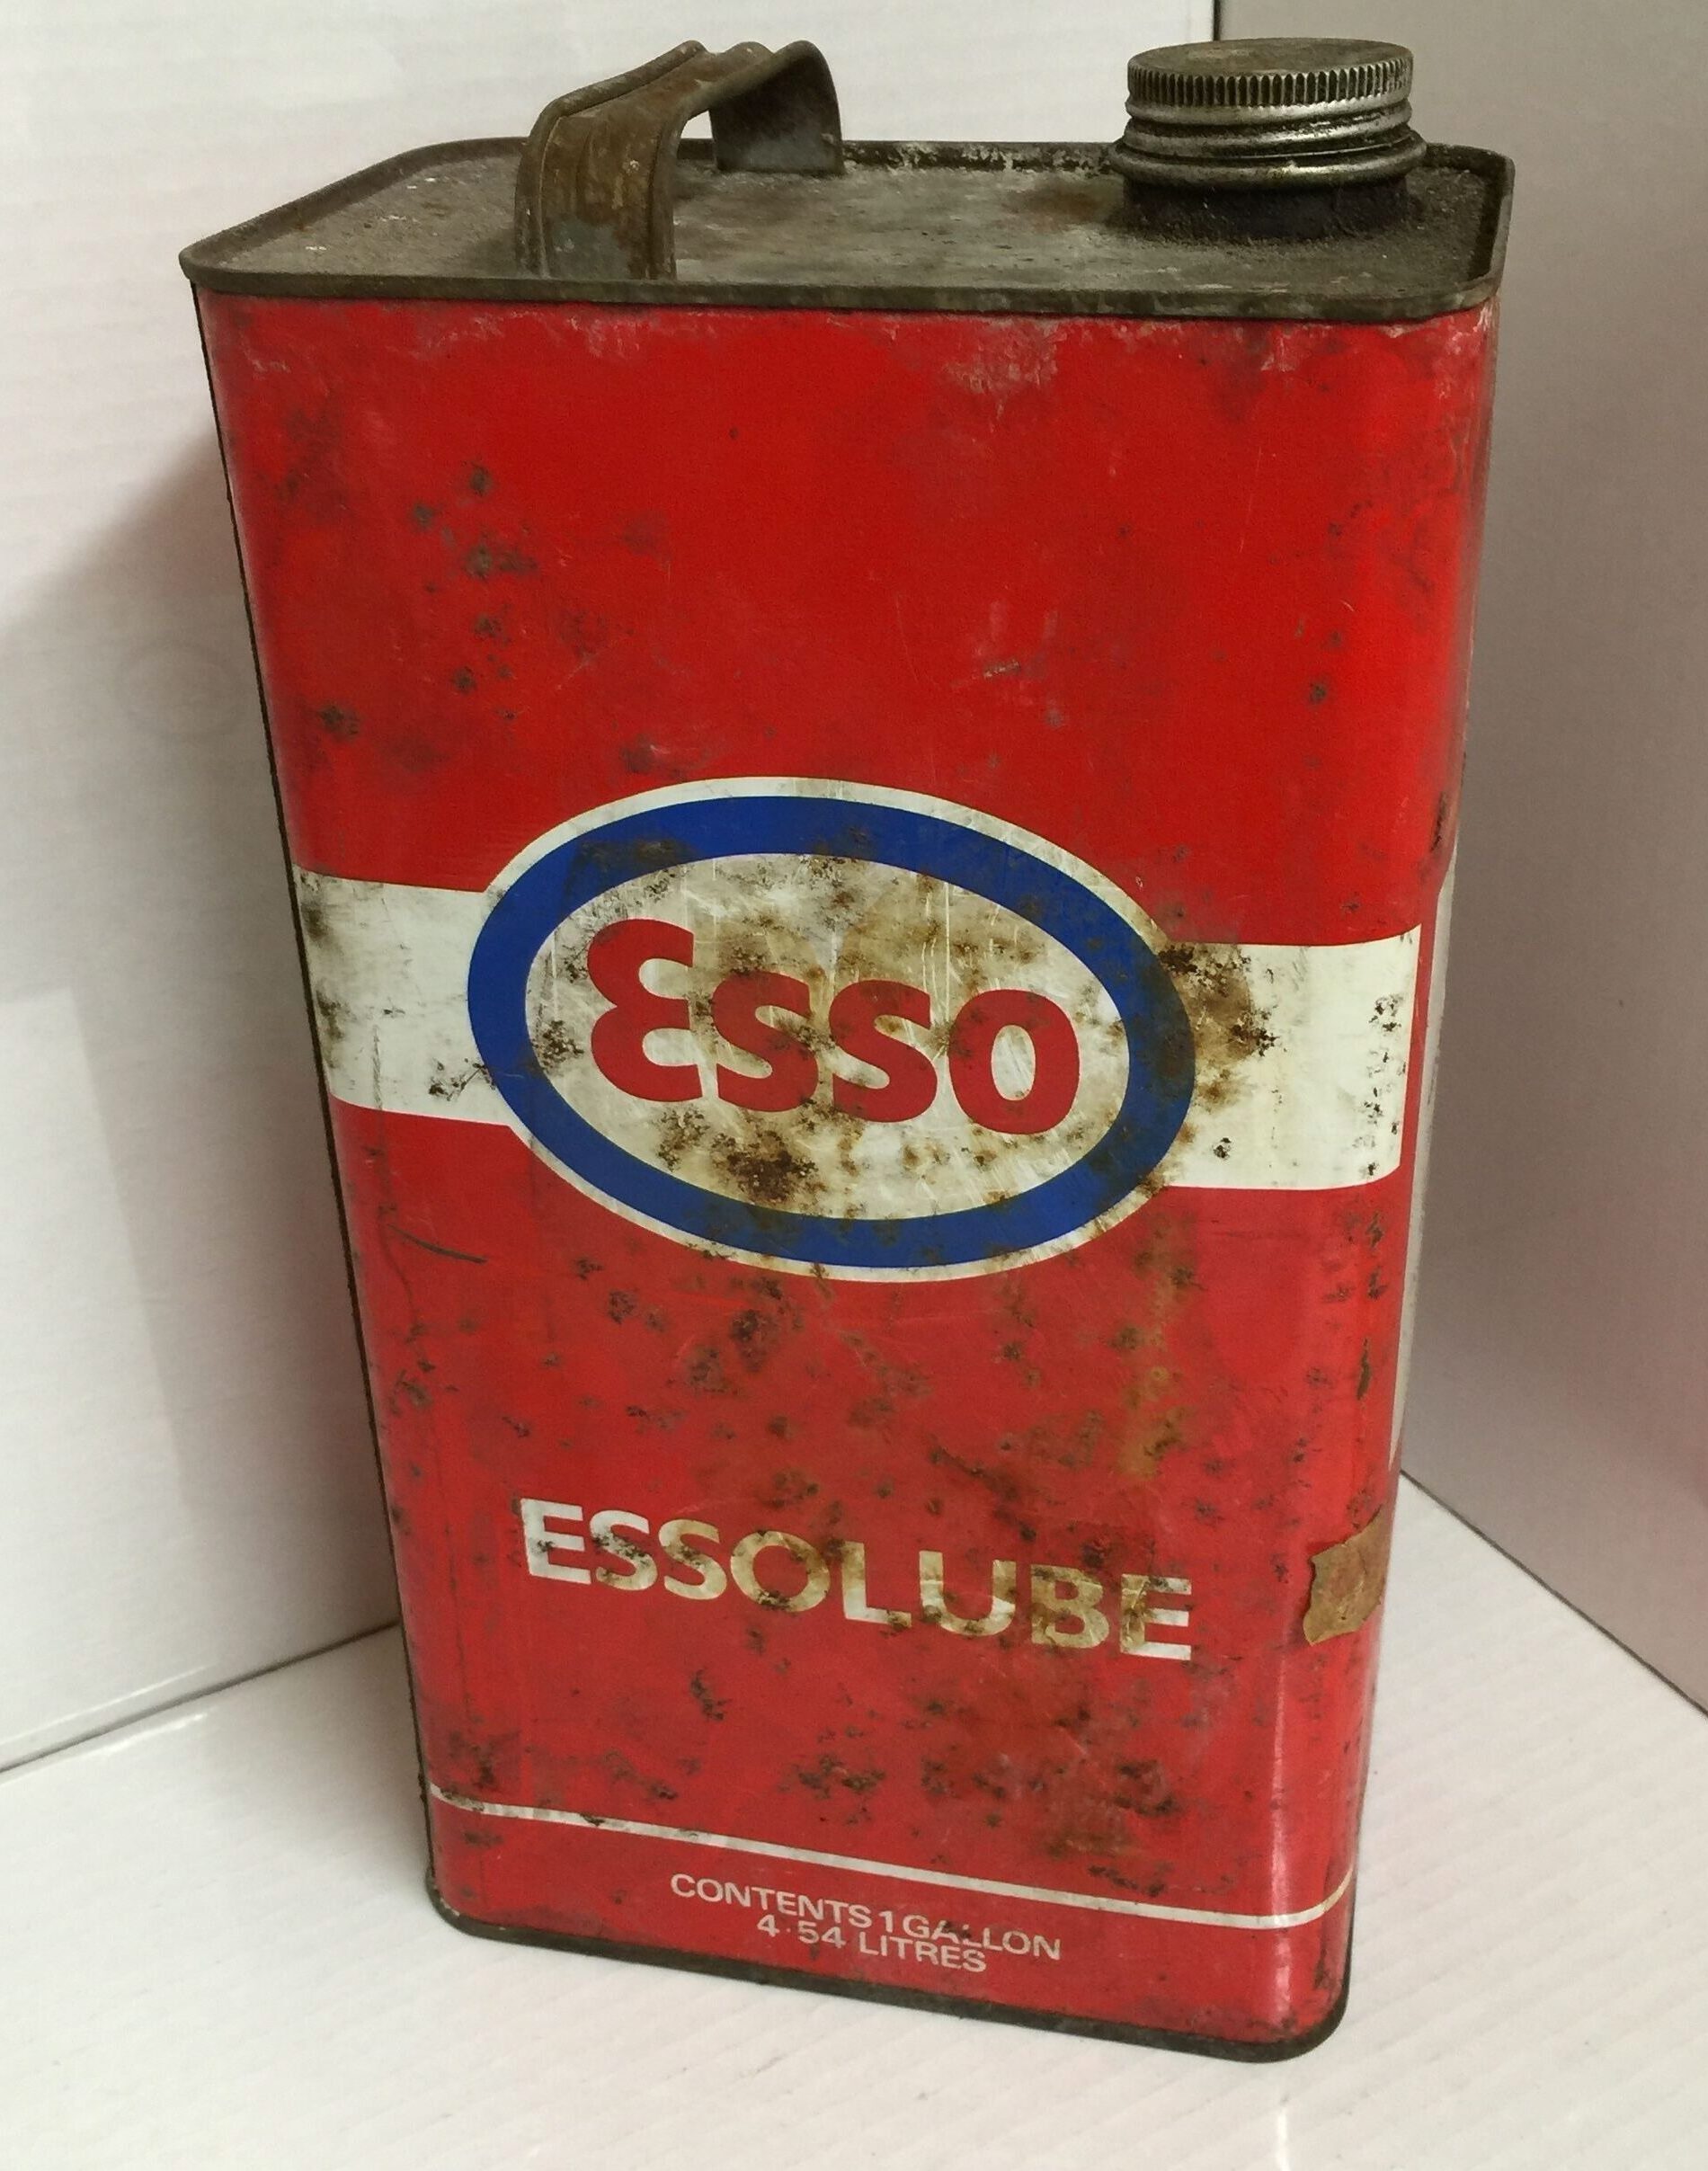 Esso
ESSOLUBE
CONTENTS 1 GALLON
4·54 LITRES